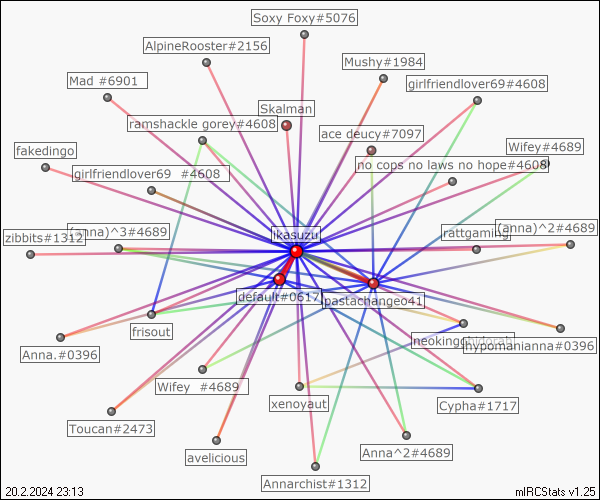 Soxy Foxy#5076
AlpineRooster#2156
Mushy#1984
Mad #6901
girlfriendlover69#4608
Skalman
ramshackle gorey#4608
ace deucy#7097
Wifey#4689
fakedingo
no cops no laws no hope#4608
girlfriendlover69 #4608
(anna)^3#4689
ikasuzu
rattgaming
(anna)^2#4689
zibbits#1312
default#0617
pastachange041
frisout
neokingghidorah
hypomanianna#0396
Anna.#0396
Wifey #4689
xenoyaut
Cypha#1717
Toucan#2473
avelicious
Anna^2#4689
Annarchist#1312
20.2.2024 23:13
mIRCStats v1.25